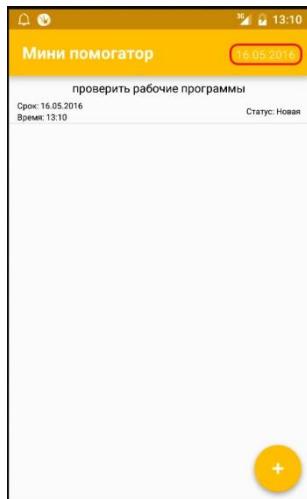 3G 13:10
Мини помогатор 16.05.2016
проверить рабочие программы
Срок: 16.05.2016
Время: 13:10 Статус: Новая
+